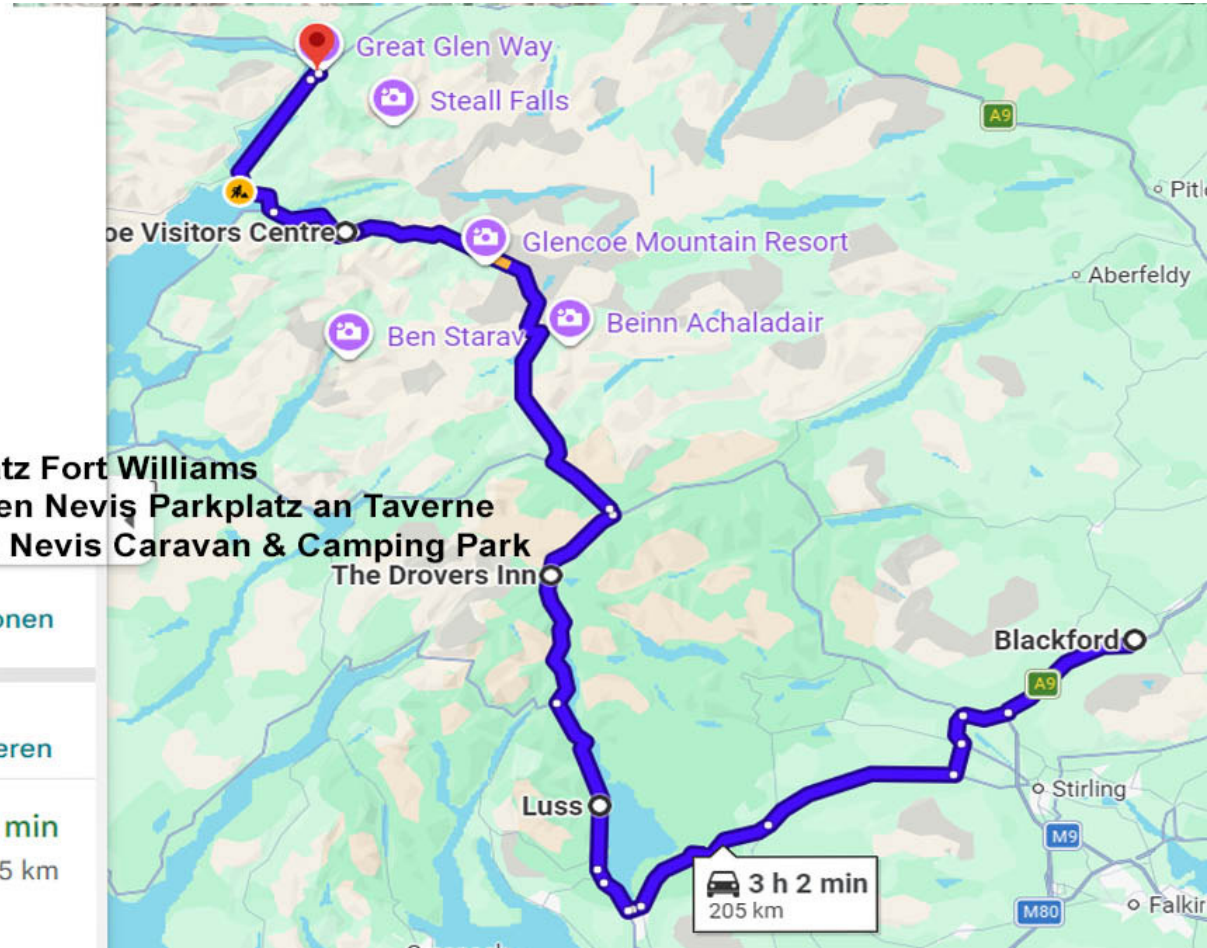 Great Glen Way
Steall Falls
A9
Pitl
oe Visitors Centre
Glencoe Mountain Resort
Aberfeldy
Ben Starav
Beinn Achaladair
tz Fort Williams
en Nevis Parkplatz an Taverne
Nevis Caravan & Camping Park
The Drovers Inn
onen
Blackford
A9
eren
Luss
Stirling
min
M9
5 km
3 h 2 min
205 km
M80
Falkir